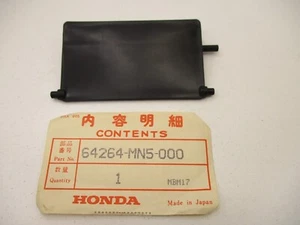 内容明細
CONTENTS
部品番号
Part No. 64264-MN5-000
数量
Quantity 1 MBM17
HONDA Made in Japan